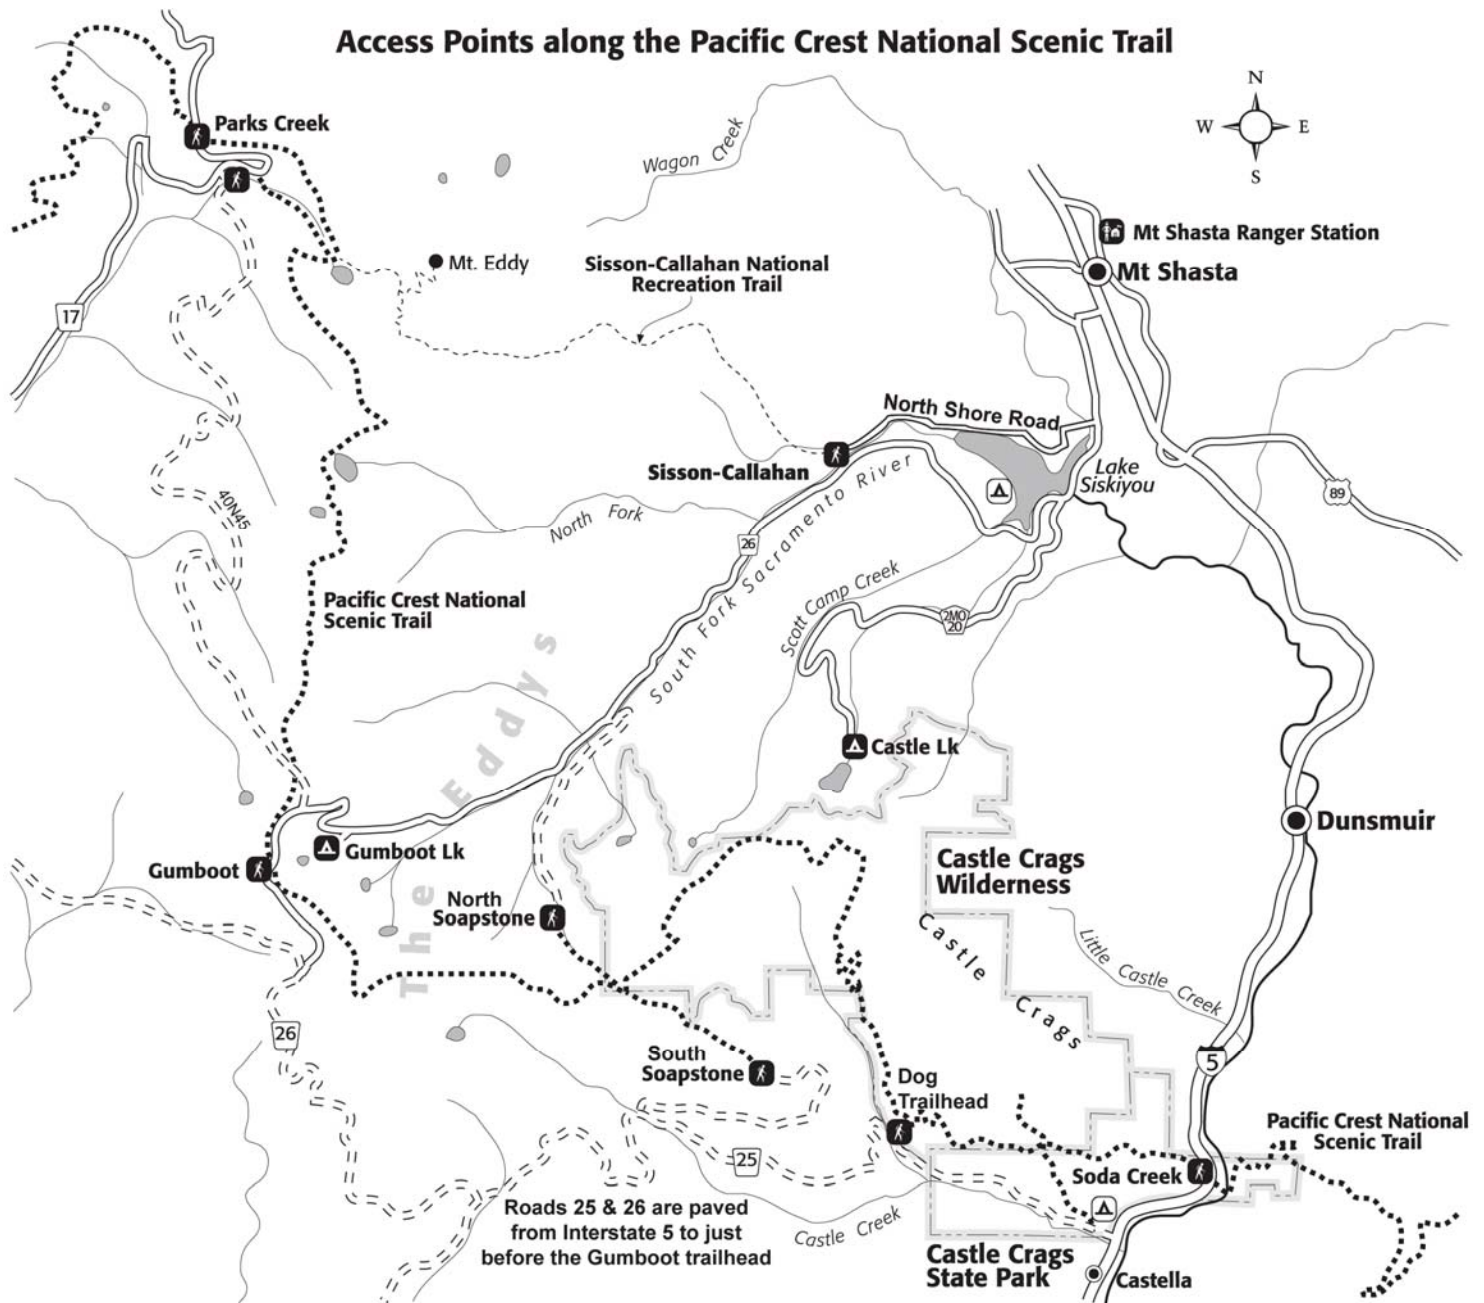 Access Points along the Pacific Crest National Scenic Trail
N
W
E
S
Parks Creek
Wagon Creek
Mt Shasta Ranger Station
Mt Shasta
Mt. Eddy
Sisson-Callahan National
Recreation Trail
17
North Shore Road
Sisson-Callahan
Lake
Siskiyou
89
40N45
North Fork
26
South Fork Sacramento River
Scott Camp Creek
2M0
20
Pacific Crest National
Scenic Trail
The Eddys
Castle Lk
Dunsmuir
Gumboot Lk
Gumboot
Castle Crags
Wilderness
North
Soapstone
Castle Crags
Little Castle Creek
26
South
Soapstone
5
Dog
Trailhead
Pacific Crest National
Scenic Trail
25
Soda Creek
Roads 25 & 26 are paved
from Interstate 5 to just
before the Gumboot trailhead
Castle Creek
Castle Crags
State Park
Castella